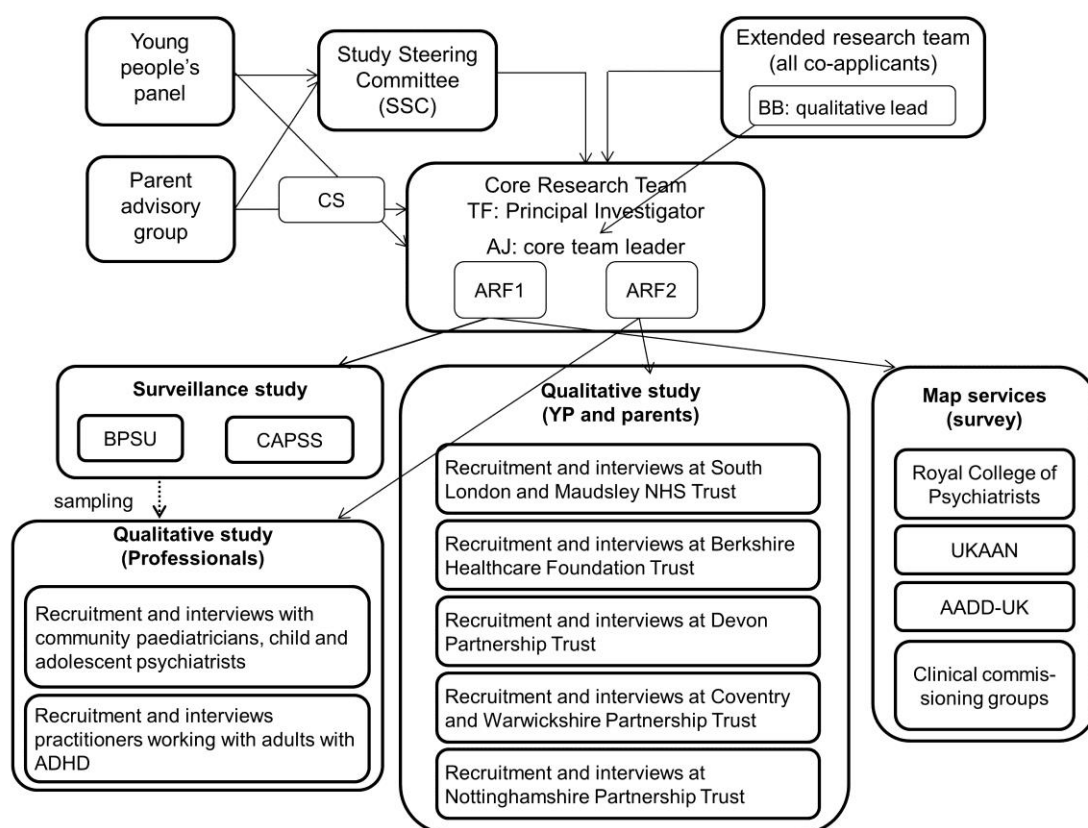 Young
people’s
panel
Study Steering
Committee
(SSC)
Extended research team
(all co-applicants)
BB: qualitative lead
Parent
advisory
group
CS
Core Research Team
TF: Principal Investigator
AJ: core team leader
ARF1
ARF2
Surveillance study
BPSU
CAPSS
sampling
Qualitative study
(Professionals)
Recruitment and interviews with
community paediatricians, child and
adolescent psychiatrists
Recruitment and interviews
practitioners working with adults with
ADHD
Qualitative study
(YP and parents)
Recruitment and interviews at South
London and Maudsley NHS Trust
Recruitment and interviews at Berkshire
Healthcare Foundation Trust
Recruitment and interviews at Devon
Partnership Trust
Recruitment and interviews at Coventry
and Warwickshire Partnership Trust
Recruitment and interviews at
Nottinghamshire Partnership Trust
Map services
(survey)
Royal College of
Psychiatrists
UKAAN
AADD-UK
Clinical commis-
sioning groups